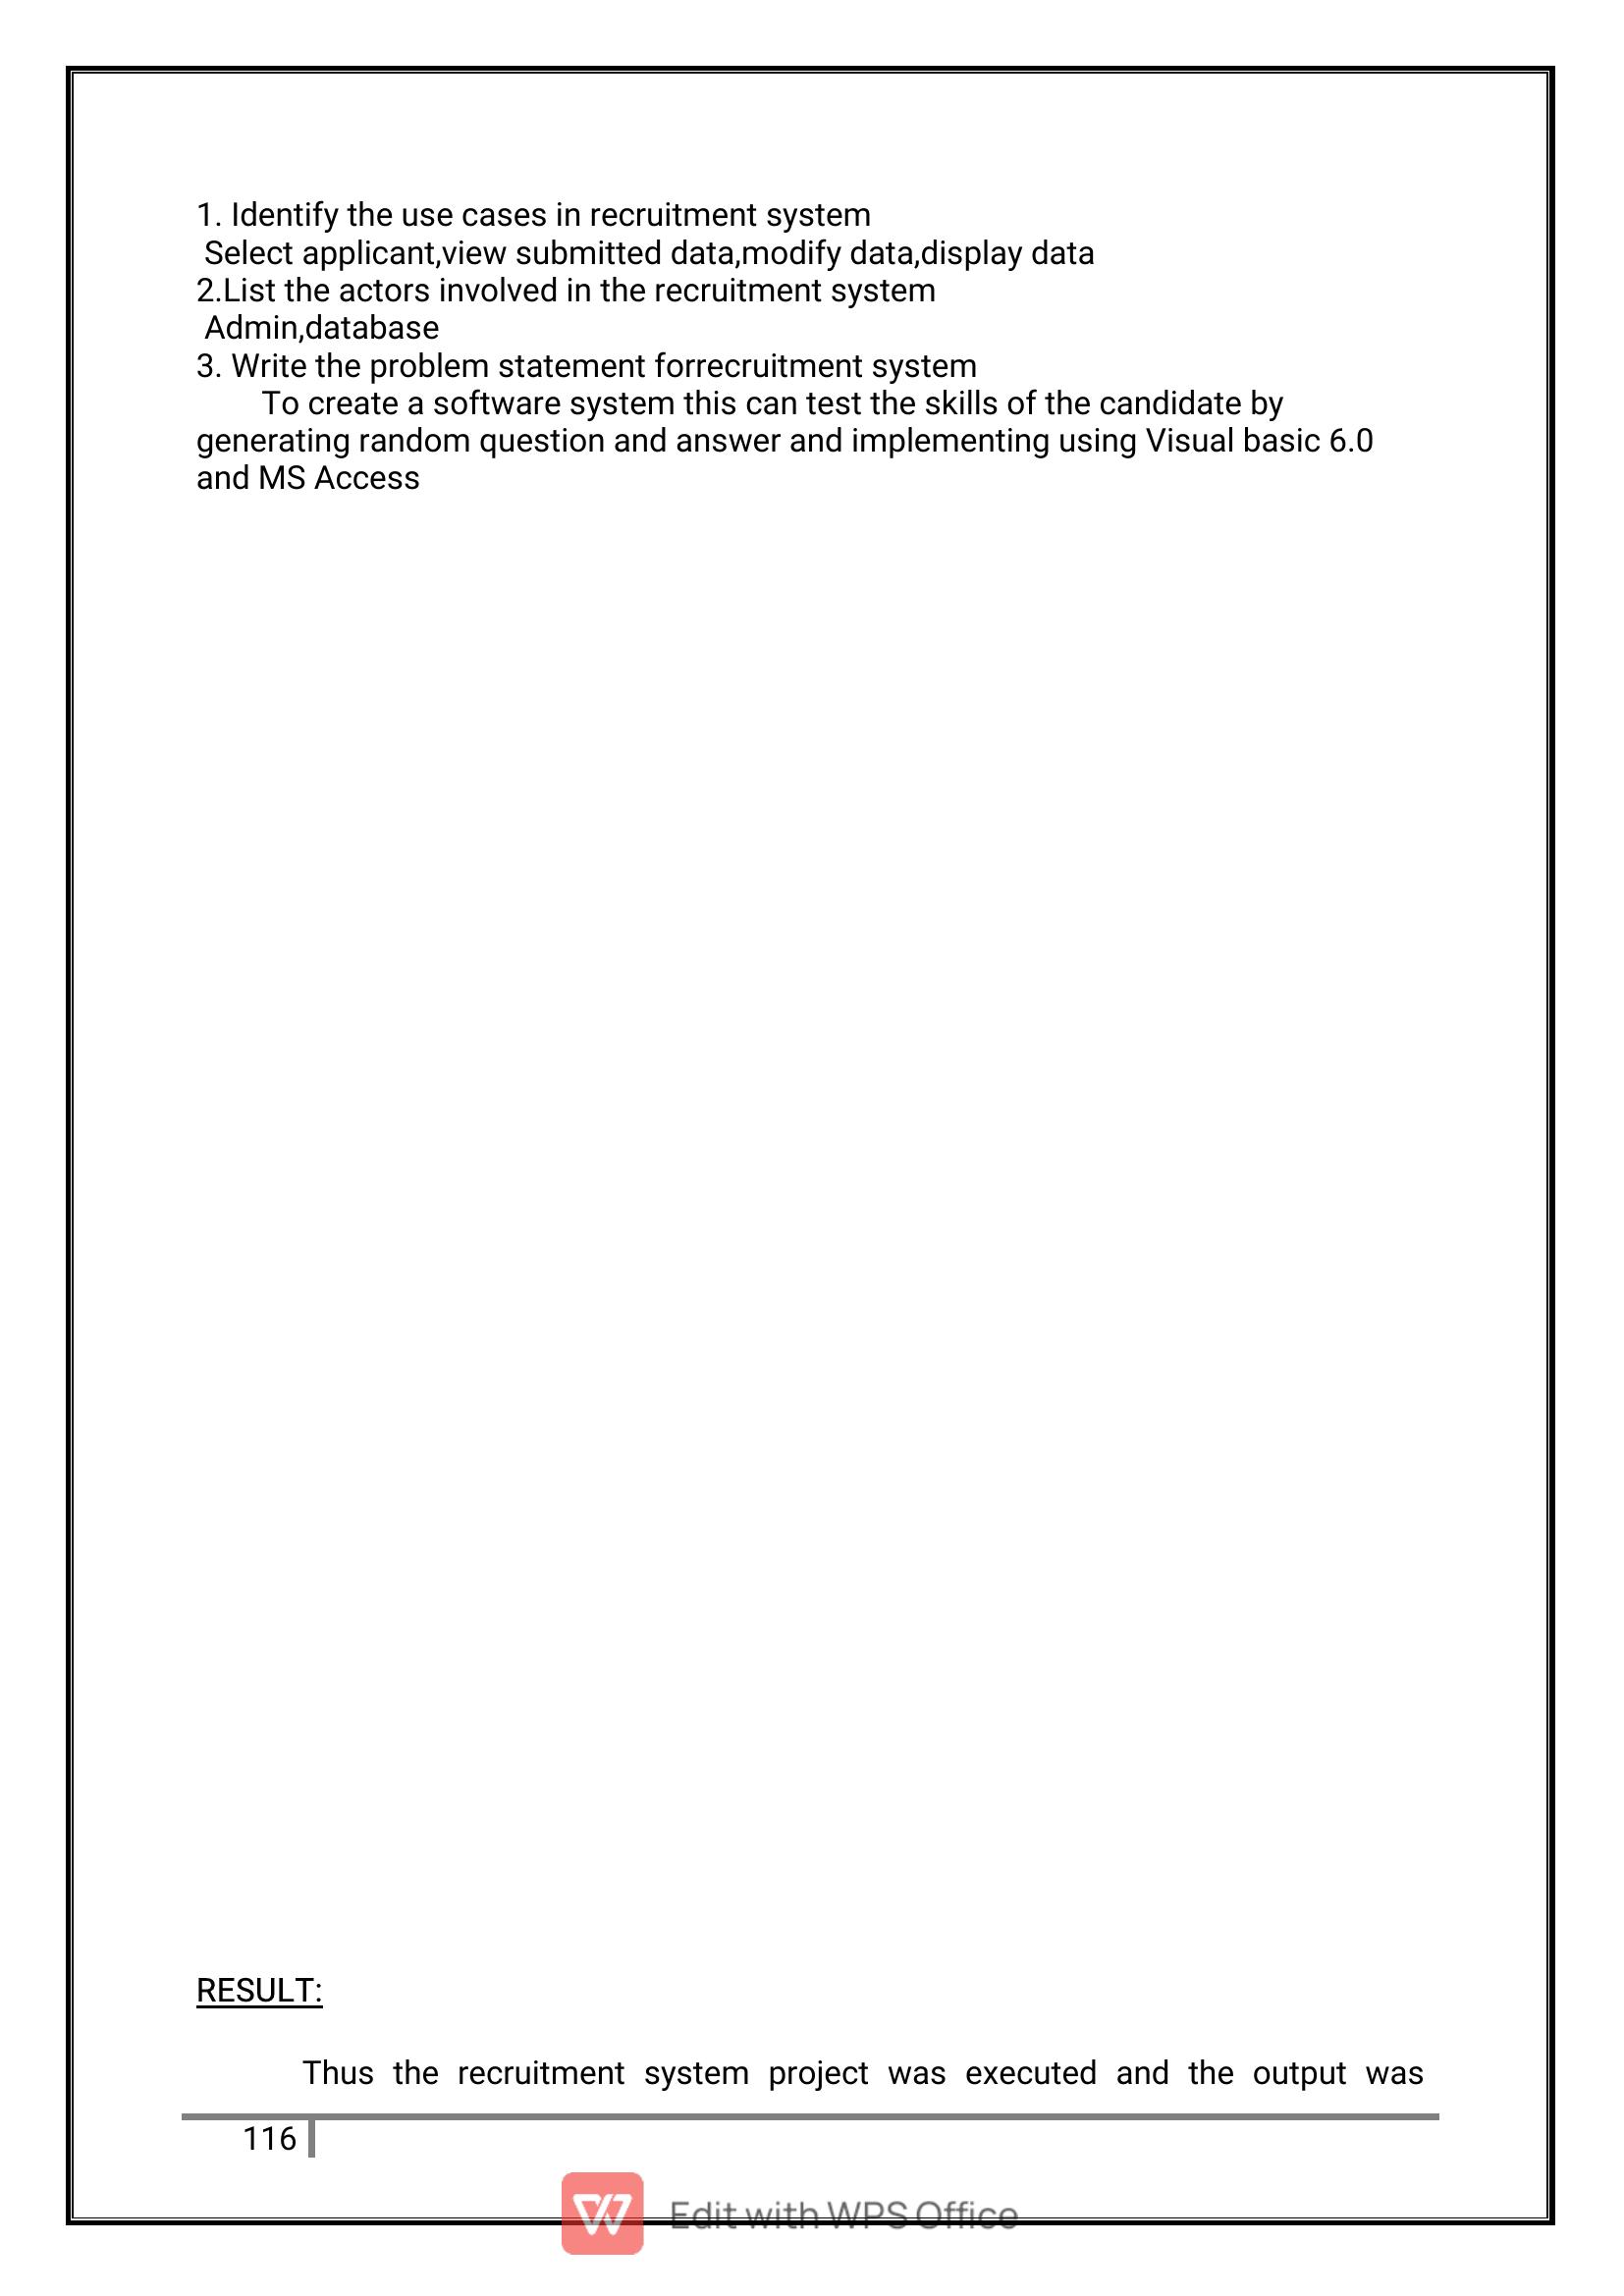 1. Identify the use cases in recruitment system
Select applicant,view submitted data,modify data,display data
2.List the actors involved in the recruitment system
Admin,database
3. Write the problem statement forrecruitment system
To create a software system this can test the skills of the candidate by
generating random question and answer and implementing using Visual basic 6.0
and MS Access
RESULT:
Thus the recruitment system project was executed and the output was
116
Edit with WPS Office